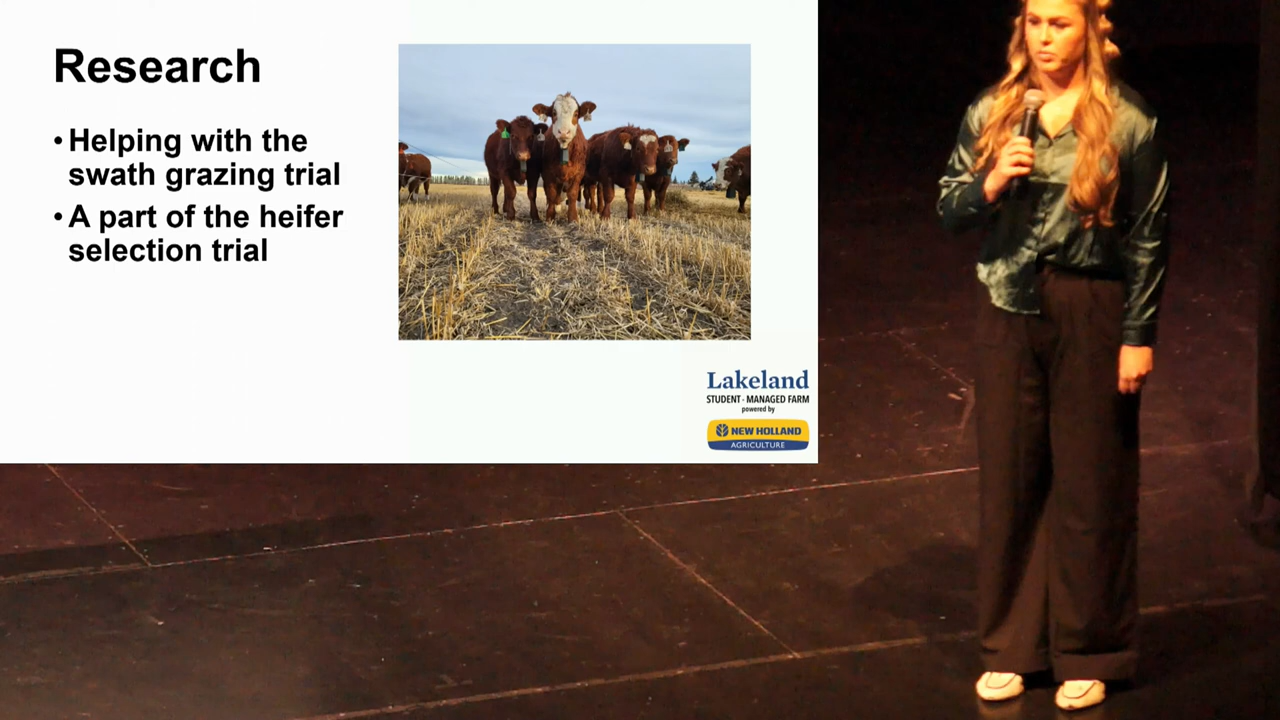 Research
• Helping with the
swath grazing trial
• A part of the heifer
selection trial
Lakeland
STUDENT - MANAGED FARM
powered by
NEW HOLLAND
AGRICULTURE